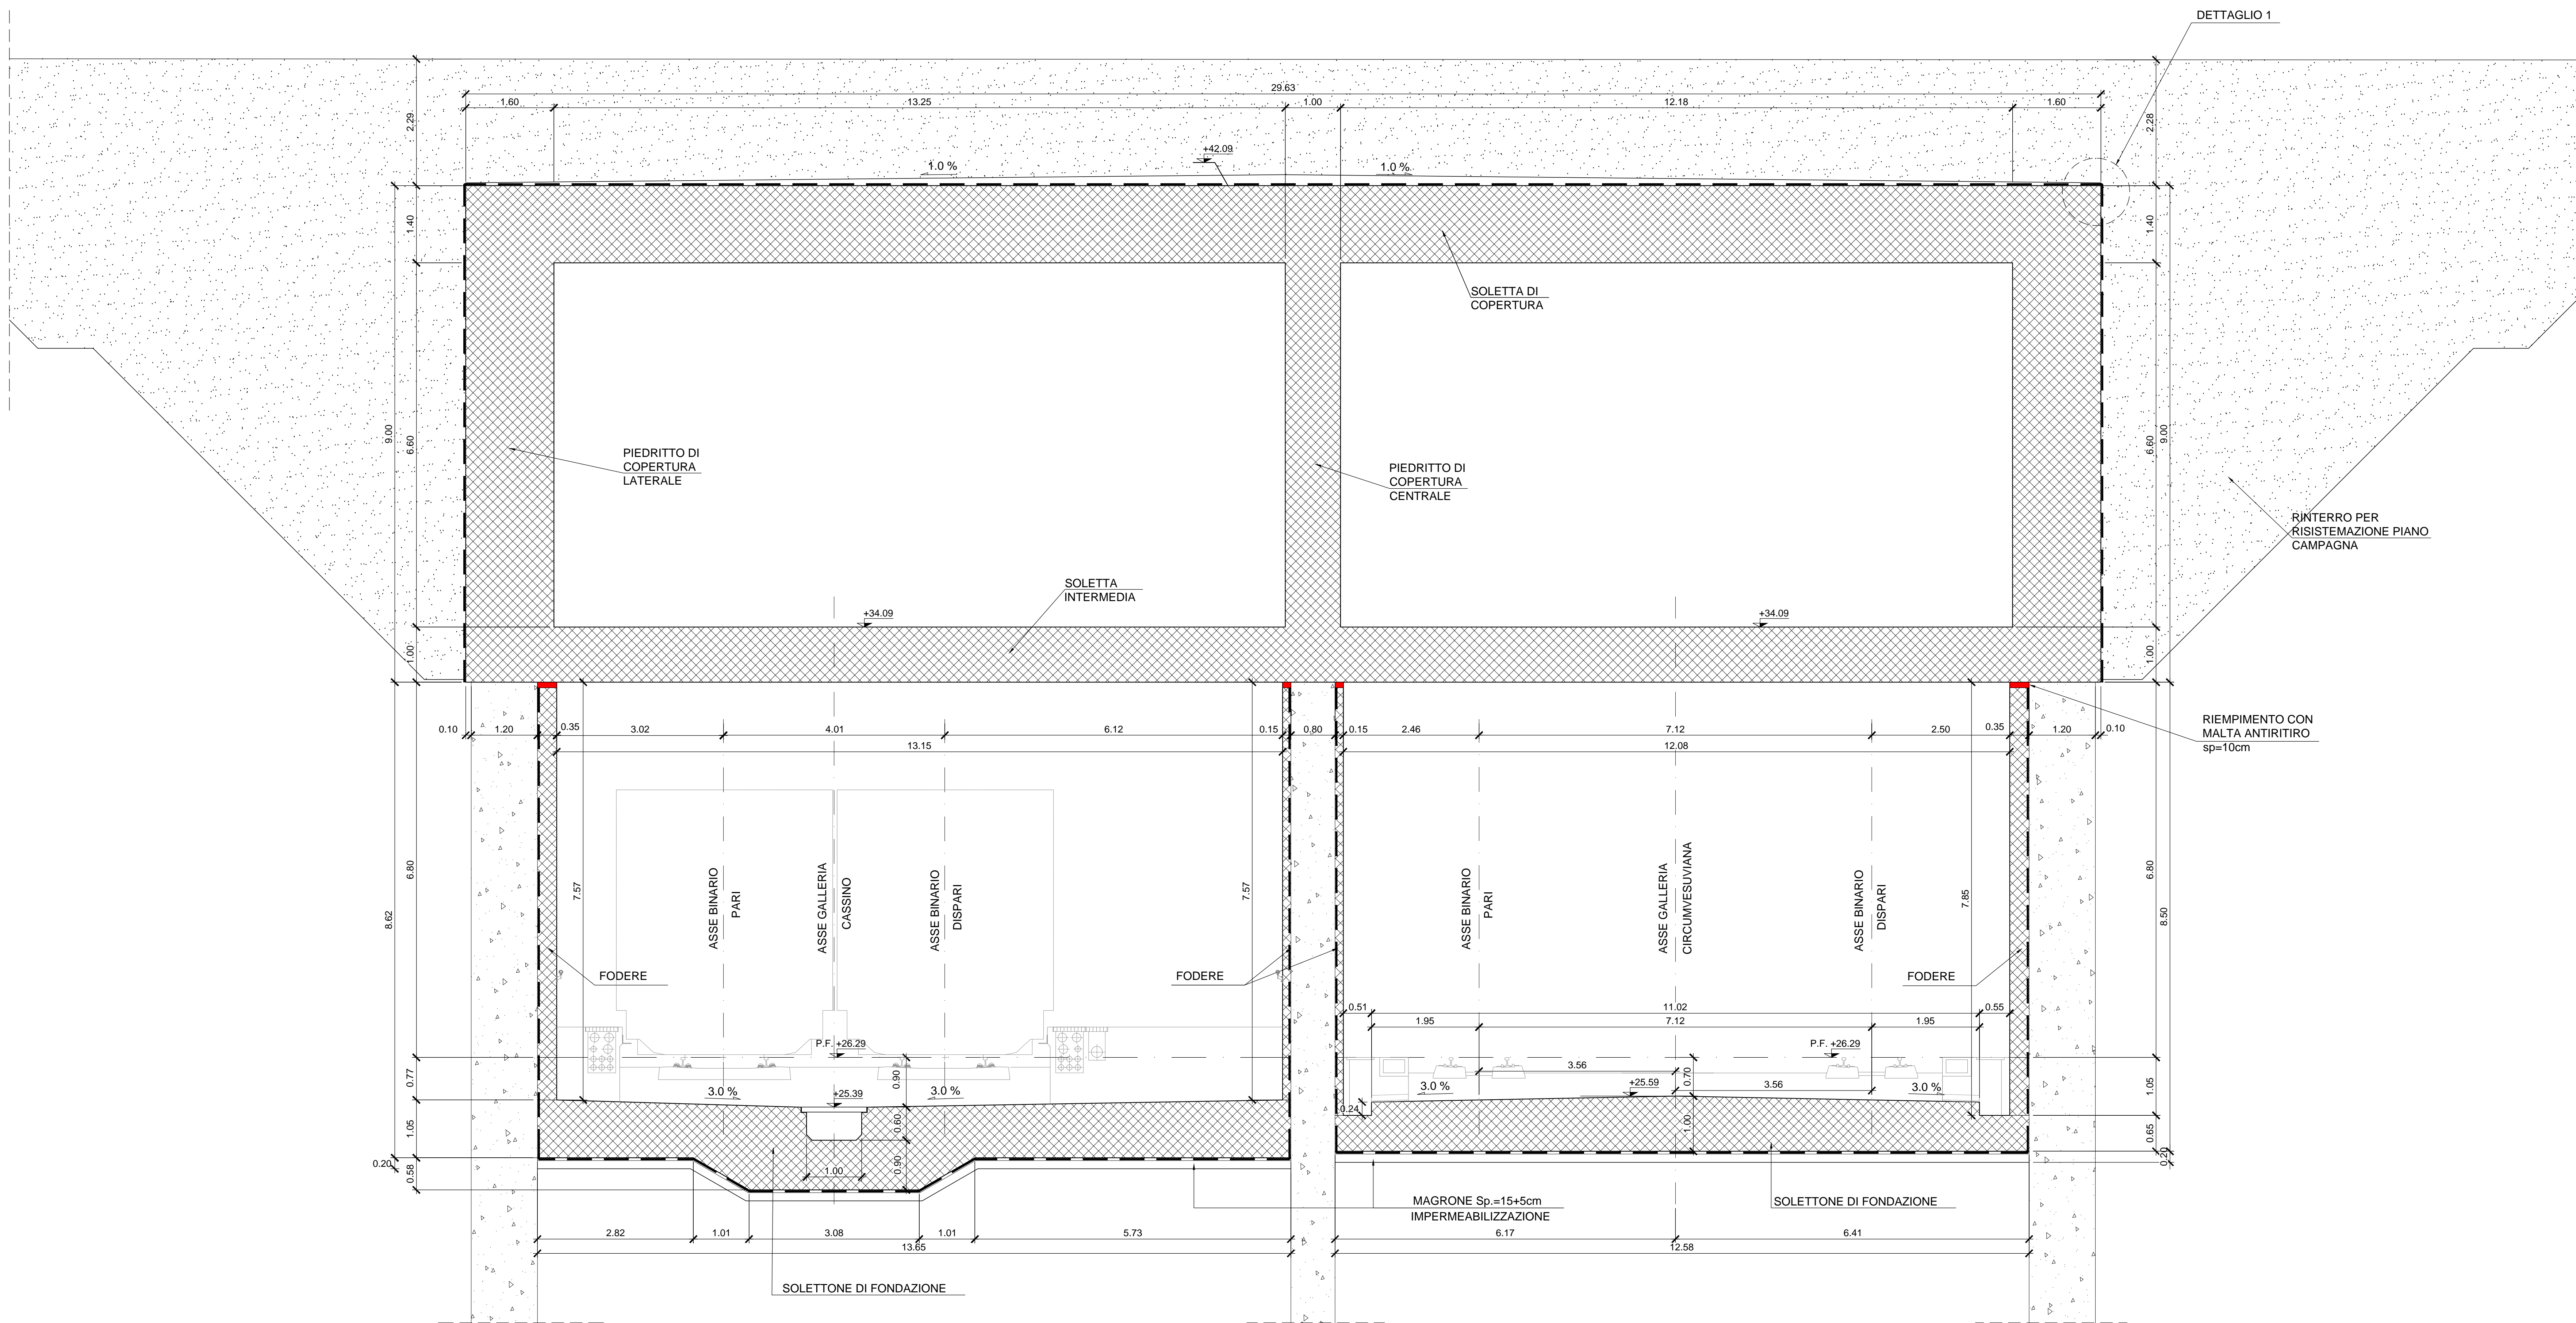 DETTAGLIO 1
29.63
1.60
13.25
1.00
12.18
1.60
2.29
2.28
+42.09
1.0 %
1.0 %
1.40
1.40
SOLETTA DI
COPERTURA
9.00
6.60
6.60
9.00
PIEDRITTO DI
COPERTURA
LATERALE
PIEDRITTO DI
COPERTURA
CENTRALE
RINTERRO PER
RISISTEMAZIONE PIANO
CAMPAGNA
SOLETTA
INTERMEDIA
+34.09
+34.09
1.00
1.00
RIEMPIMENTO CON
MALTA ANTIRITIRO
sp=10cm
0.10
1.20
0.35
3.02
4.01
6.12
0.15
0.80
0.15
2.46
7.12
2.50
0.35
1.20
0.10
13.15
12.08
8.62
6.80
7.57
ASSE BINARIO
PARI
ASSE GALLERIA
CASSINO
ASSE BINARIO
DISPARI
7.57
ASSE BINARIO
PARI
ASSE GALLERIA
CIRCUMVESUVIANA
ASSE BINARIO
DISPARI
7.85
6.80
8.50
FODERE
FODERE
FODERE
0.51
11.02
0.55
1.95
7.12
1.95
P.F. +26.29
P.F. +26.29
0.77
0.90
3.56
0.70
3.56
1.05
3.0 %
3.0 %
3.0 %
3.0 %
+25.39
+25.59
0.24
1.05
0.60
1.00
0.65
0.20
0.58
1.00
0.90
0.20
MAGRONE Sp.=15+5cm
IMPERMEABILIZZAZIONE
SOLETTONE DI FONDAZIONE
2.82
1.01
3.08
1.01
5.73
6.17
6.41
13.65
12.58
SOLETTONE DI FONDAZIONE